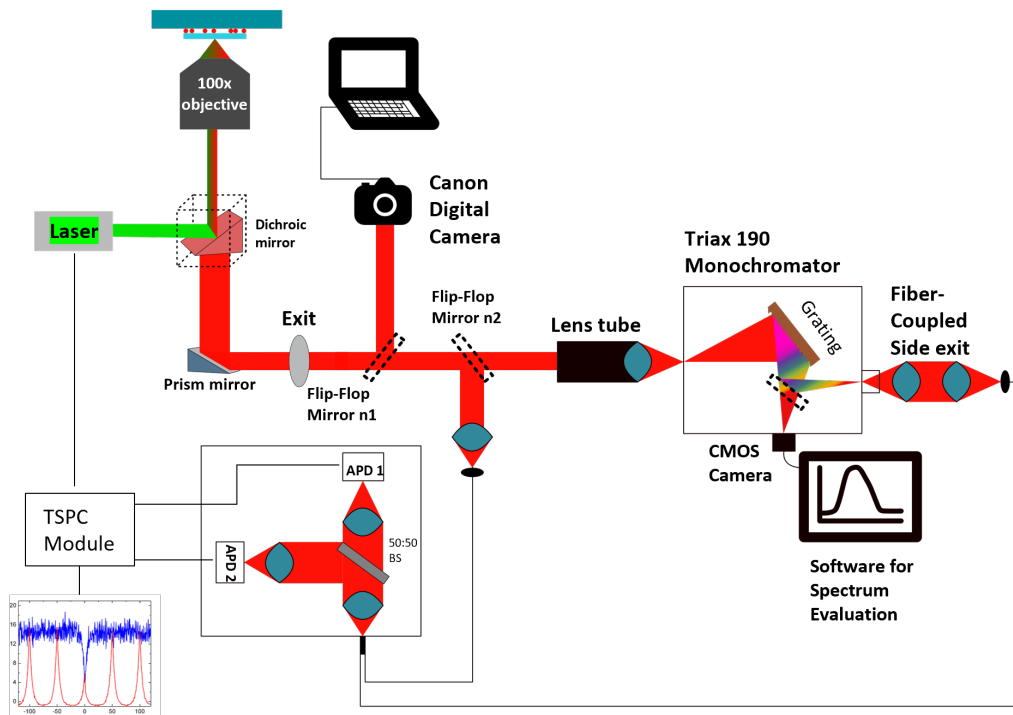 100x
objective
Laser
Dichroic
mirror
Canon
Digital
Camera
Exit
Prism mirror
Flip-Flop
Mirror n1
Flip-Flop
Mirror n2
Lens tube
Triax 190
Monochromator
Grating
Fiber-
Coupled
Side exit
CMOS
Camera
Software for
Spectrum
Evaluation
APD 1
APD 2
50:50
BS
TSPC
Module
20
16
12
8
4
0
-100
-50
0
50
100